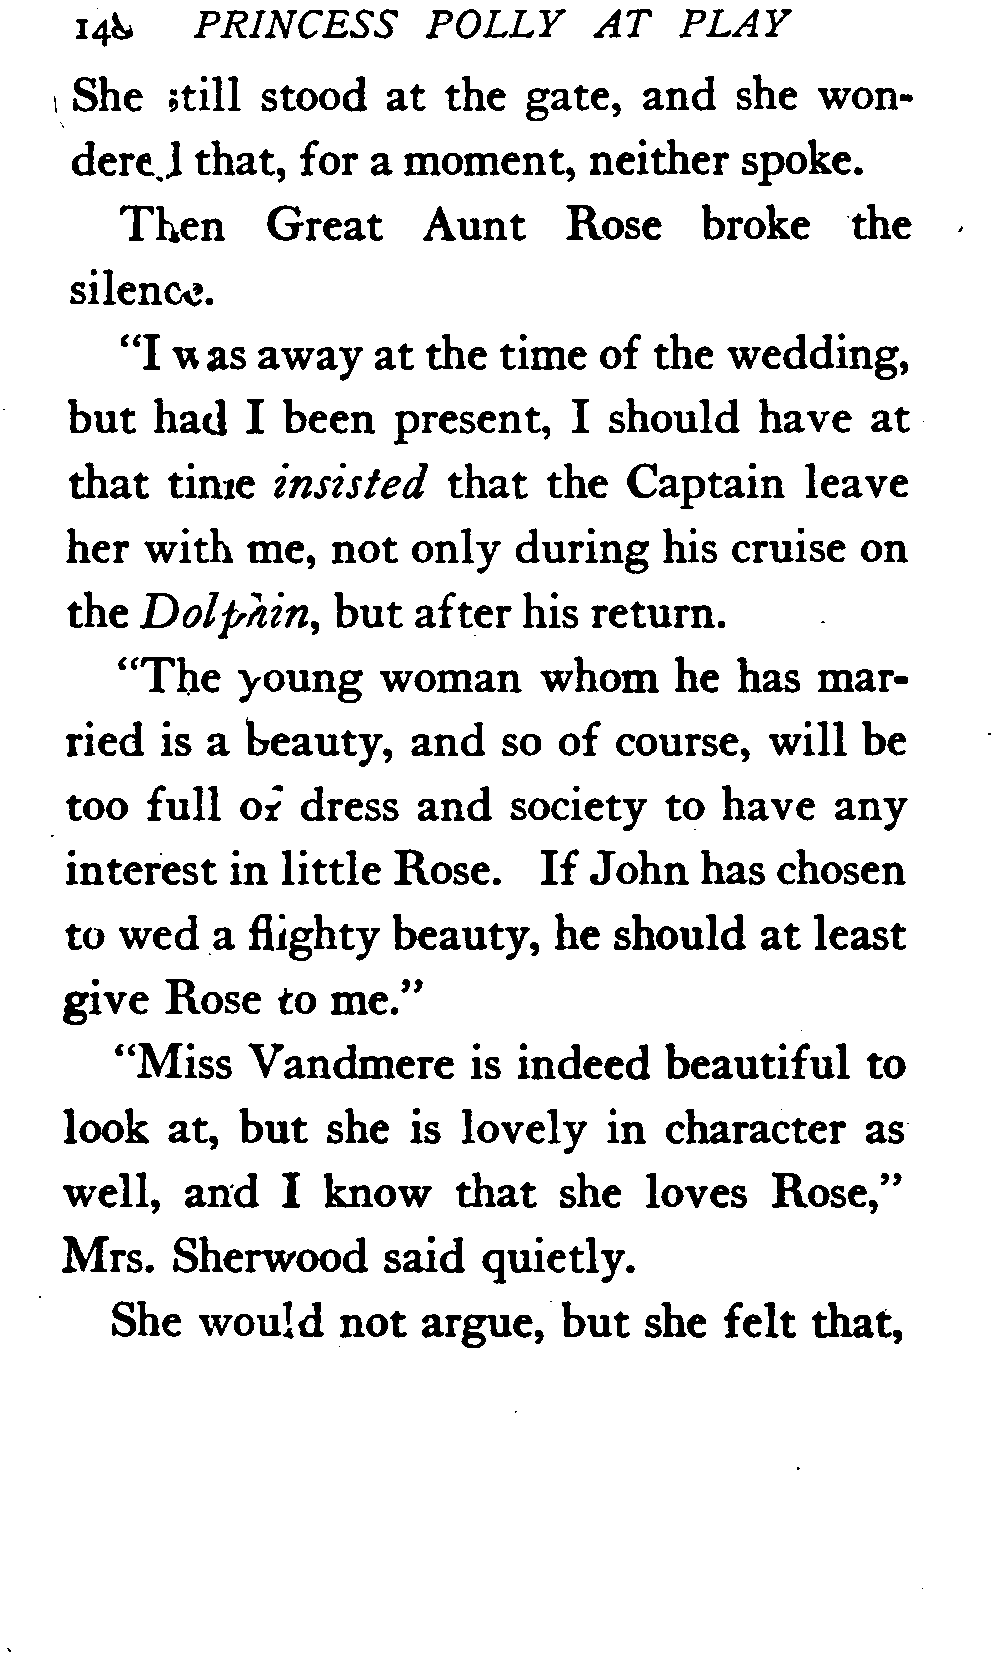 148 PRINCESS POLLY AT PLAY
She still stood at the gate, and she won-
dered that, for a moment, neither spoke.
Then Great Aunt Rose broke the
silence.
“I was away at the time of the wedding,
but had I been present, I should have at
that time insisted that the Captain leave
her with me, not only during his cruise on
the Dolphin, but after his return.
“The young woman whom he has mar-
ried is a beauty, and so of course, will be
too full of dress and society to have any
interest in little Rose. If John has chosen
to wed a flighty beauty, he should at least
give Rose to me.”
“Miss Vandmere is indeed beautiful to
look at, but she is lovely in character as
well, and I know that she loves Rose,”
Mrs. Sherwood said quietly.
She would not argue, but she felt that,